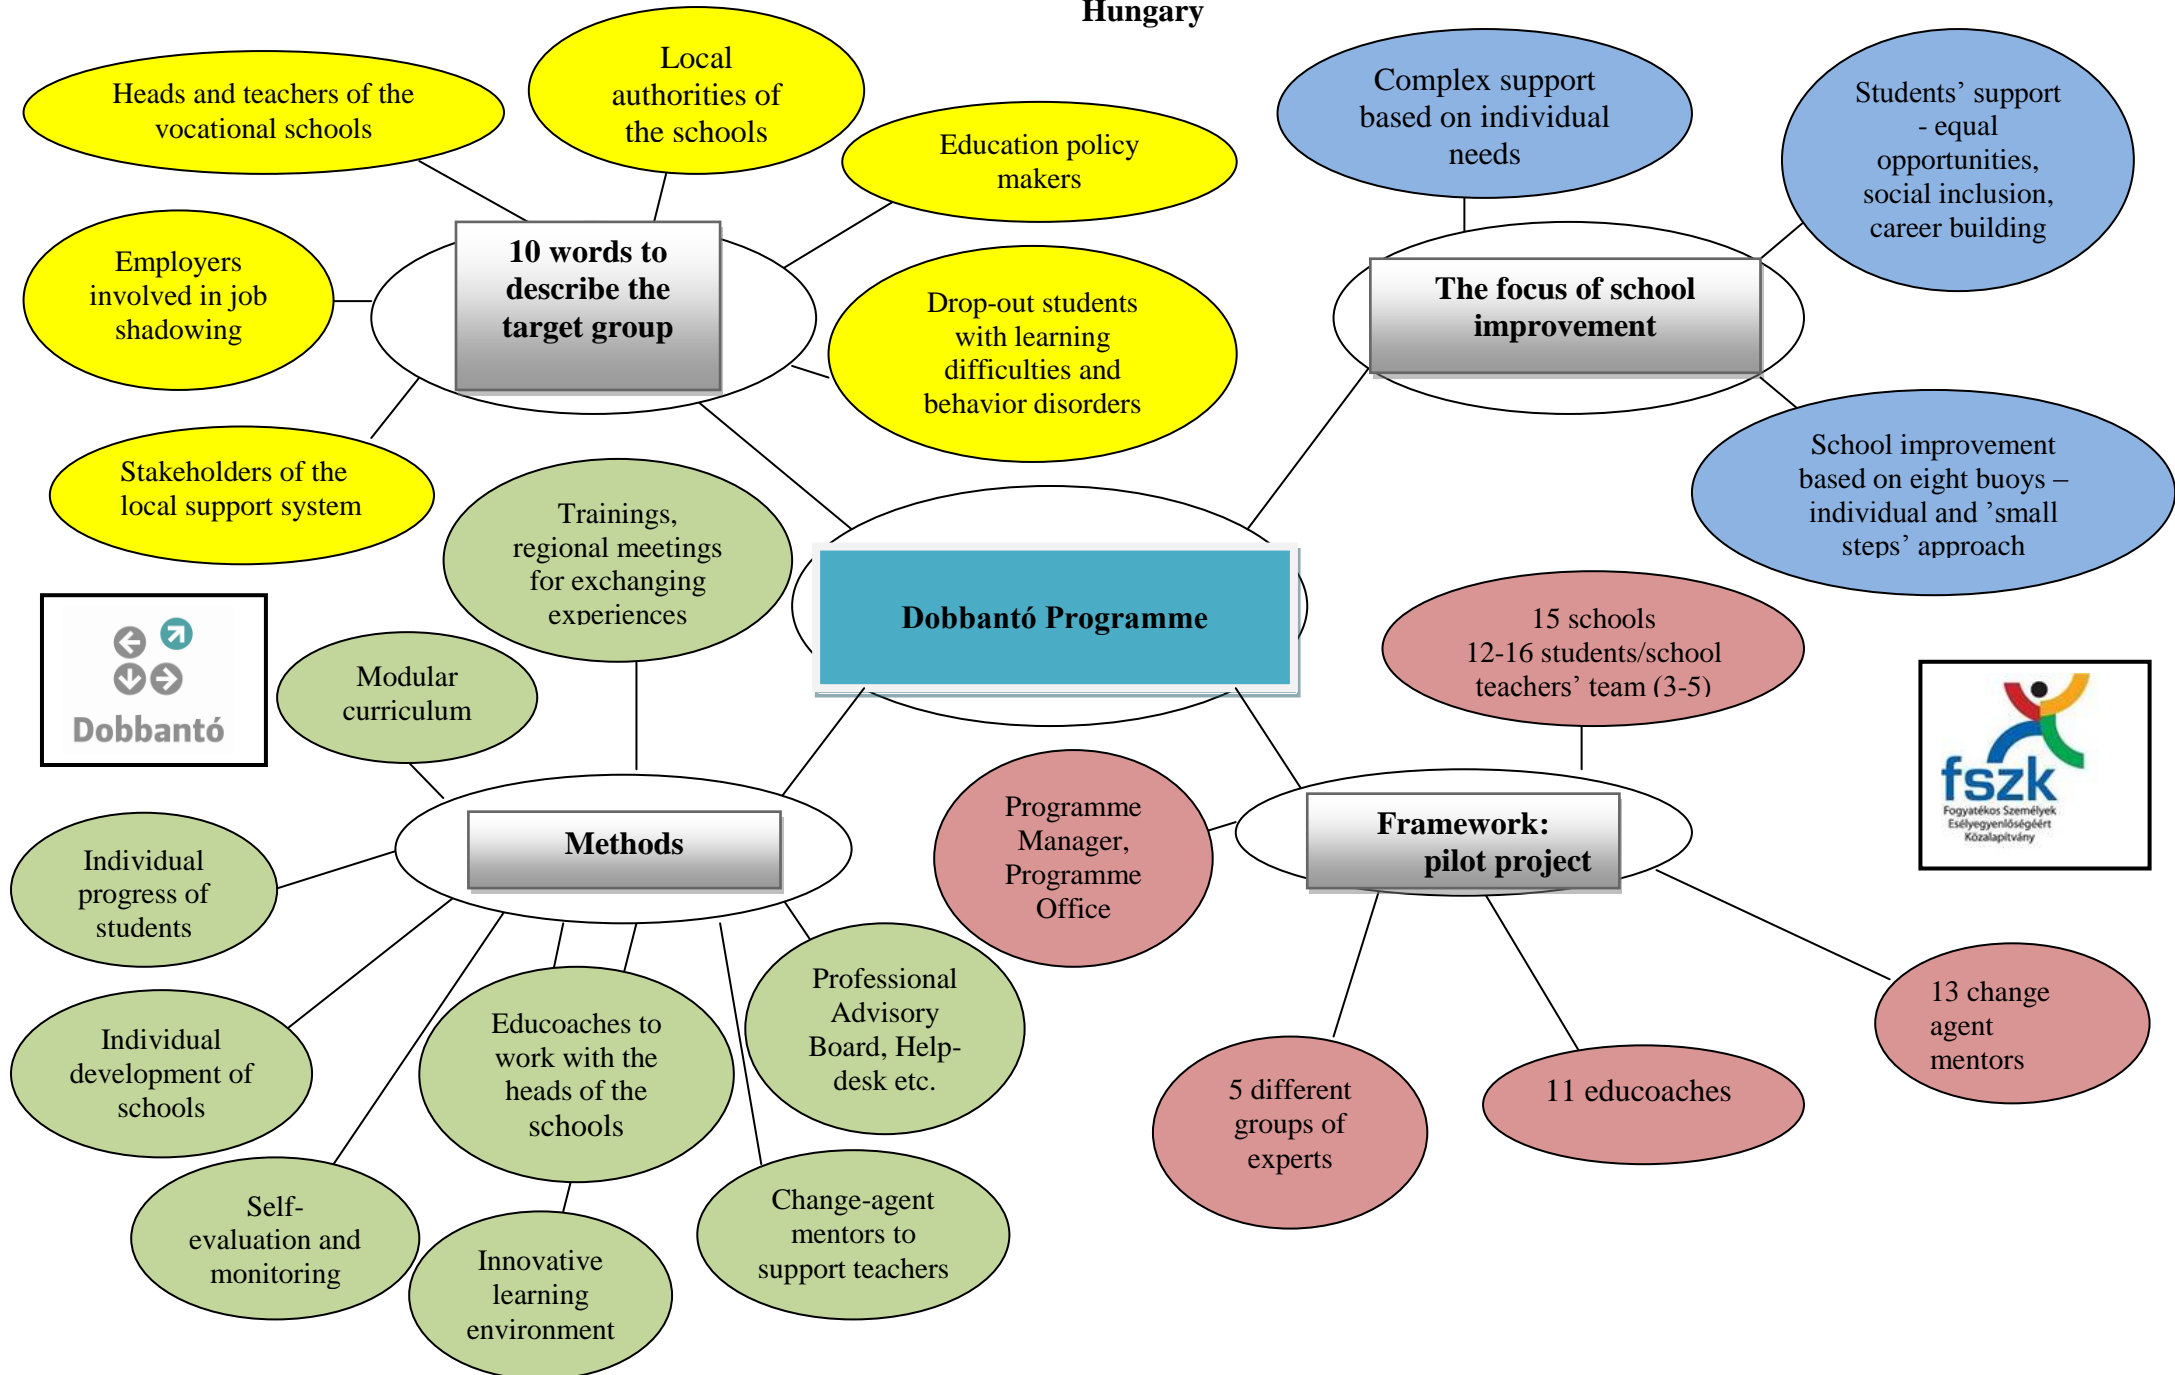 Hungary
Heads and teachers of the
vocational schools
Local
authorities of
the schools
Education policy
makers
Employers
involved in job
shadowing
10 words to
describe the
target group
Drop-out students
with learning
difficulties and
behavior disorders
Stakeholders of the
local support system
Complex support
based on individual
needs
Students’ support
- equal
opportunities,
social inclusion,
career building
The focus of school
improvement
School improvement
based on eight buoys –
individual and ’small
steps’ approach
Trainings,
regional meetings
for exchanging
experiences
Dobbantó Programme
Dobbantó
Modular
curriculum
15 schools
12-16 students/school
teachers’ team (3-5)
fszk
Fogyatékos Személyek
Esélyegyenlőségéért
Közalapítvány
Methods
Programme
Manager,
Programme
Office
Framework:
pilot project
Individual
progress of
students
Individual
development of
schools
Self-
evaluation and
monitoring
Educoaches to
work with the
heads of the
schools
Innovative
learning
environment
Professional
Advisory
Board, Help-
desk etc.
Change-agent
mentors to
support teachers
5 different
groups of
experts
11 educoaches
13 change
agent
mentors